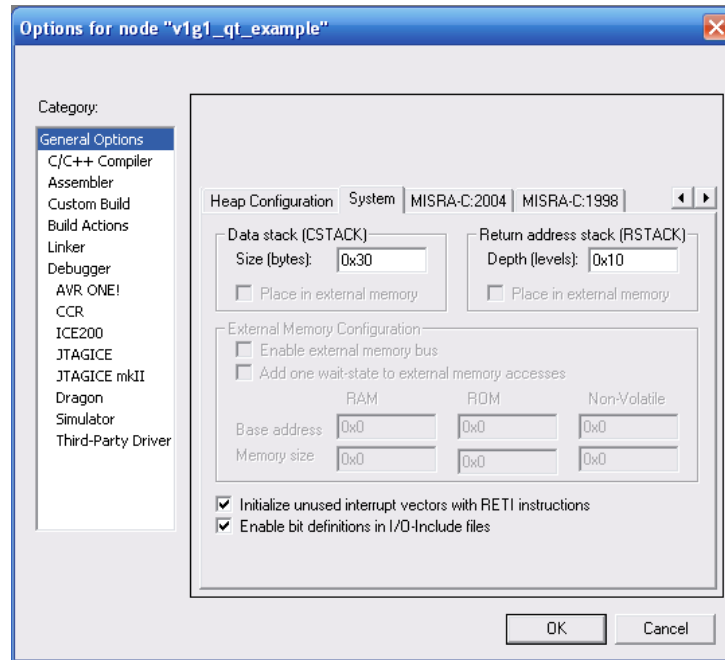 Options for node "v1g1_qt_example"
Category:
General Options
C/C++ Compiler
Assembler
Custom Build
Build Actions
Linker
Debugger
AVR ONE!
CCR
ICE200
JTAGICE
JTAGICE mkII
Dragon
Simulator
Third-Party Driver
Heap Configuration System MISRA-C:2004 MISRA-C:1998
Data stack (CSTACK)
Size (bytes): 0x30
Place in external memory
Return address stack (RSTACK)
Depth (levels): 0x10
Place in external memory
External Memory Configuration
Enable external memory bus
Add one wait-state to external memory accesses
RAM ROM Non-Volatile
Base address 0x0 0x0 0x0
Memory size 0x0 0x0 0x0
Initialize unused interrupt vectors with RETI instructions
Enable bit definitions in I/O-Include files
OK Cancel